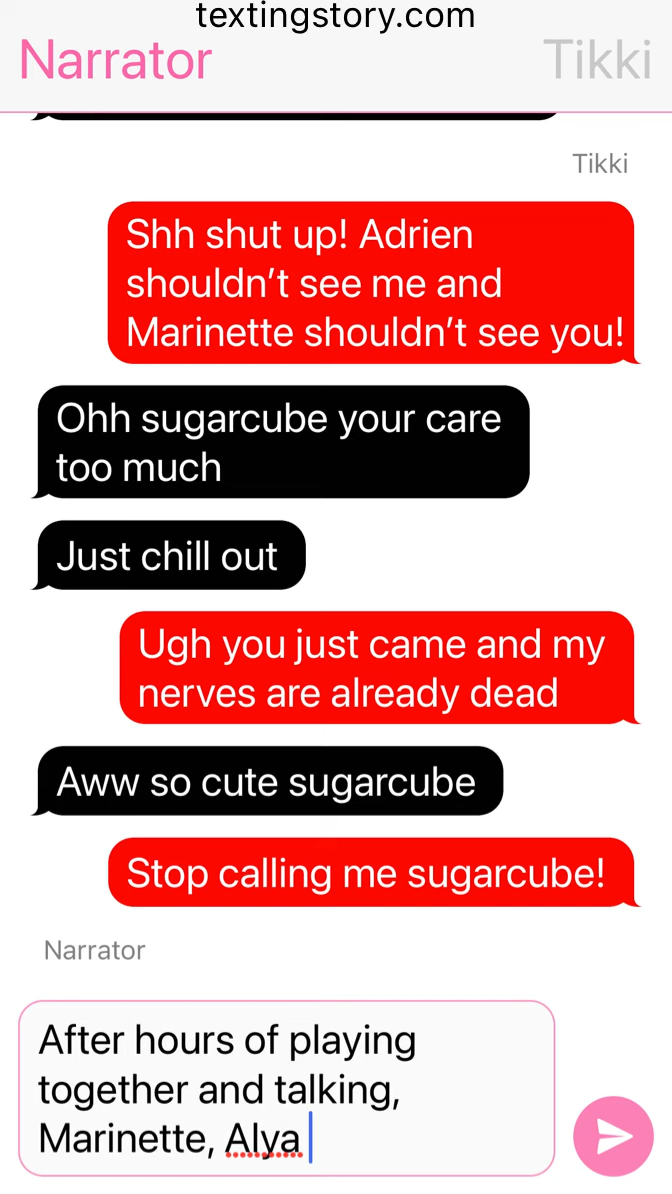 textingstory.com
Narrator
Tikki
Tikki
Shh shut up! Adrien
shouldn't see me and
Marinette shouldn't see you!
Ohh sugarcube your care
too much
Just chill out
Ugh you just came and my
nerves are already dead
Aww so cute sugarcube
Stop calling me sugarcube!
Narrator
After hours of playing
together and talking,
Marinette, Alya